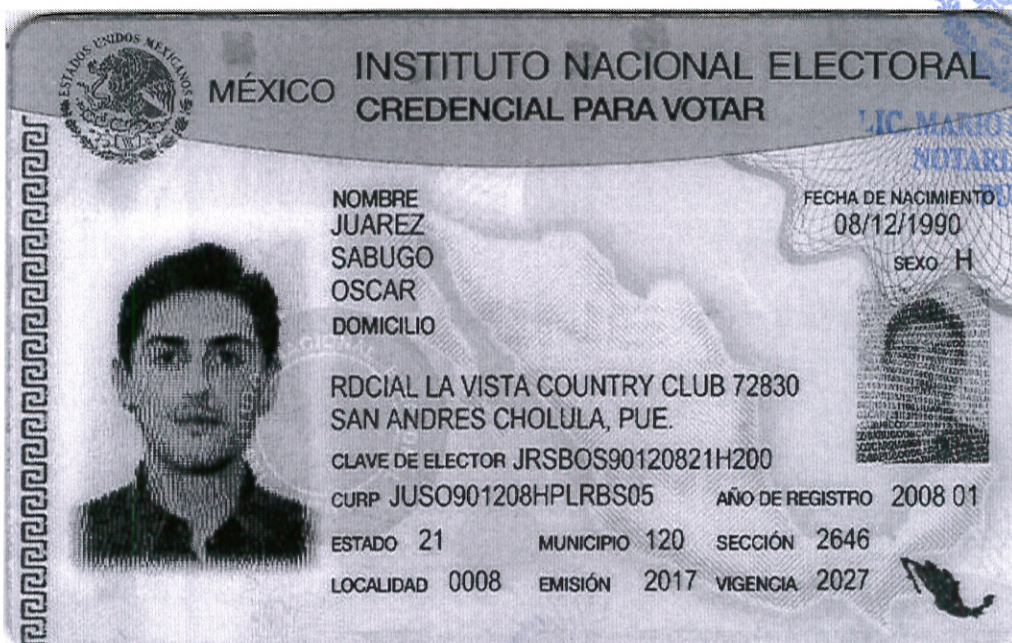 ESTADOS UNIDOS MEXICANOS
MÉXICO
INSTITUTO NACIONAL ELECTORAL
CREDENCIAL PARA VOTAR
LIC. MARIO
NOMBRE
JUAREZ
SABUGO
OSCAR
FECHA DE NACIMIENTO
08/12/1990
SEXO H
DOMICILIO
RDCIAL LA VISTA COUNTRY CLUB 72830
SAN ANDRES CHOLULA, PUE.
CLAVE DE ELECTOR JRSBOS90120821H200
CURP JUSO901208HPLRBS05 AÑO DE REGISTRO 2008 01
ESTADO 21 MUNICIPIO 120 SECCIÓN 2646
LOCALIDAD 0008 EMISIÓN 2017 VIGENCIA 2027